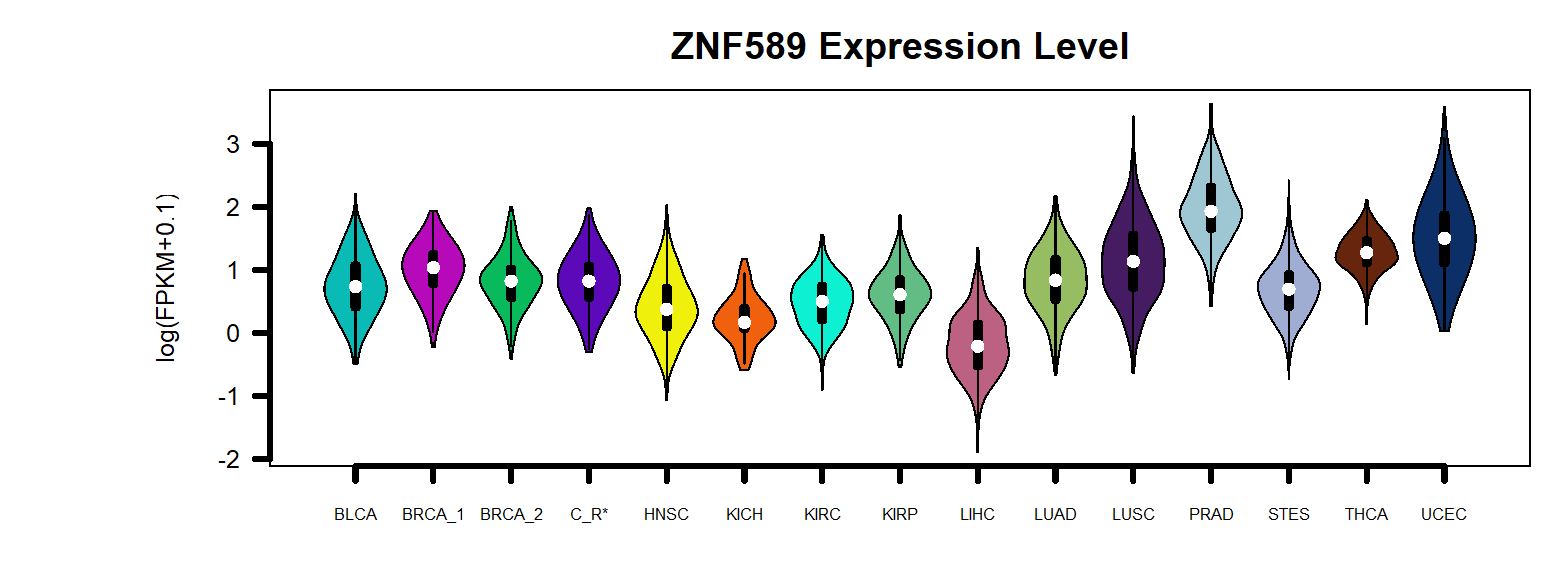 ZNF589 Expression Level
log(FPKM+0.1)
3
2
1
0
-1
-2
BLCA BRCA_1 BRCA_2 C_R* HNSC KICH KIRC KIRP LIHC LUAD LUSC PRAD STES THCA UCEC